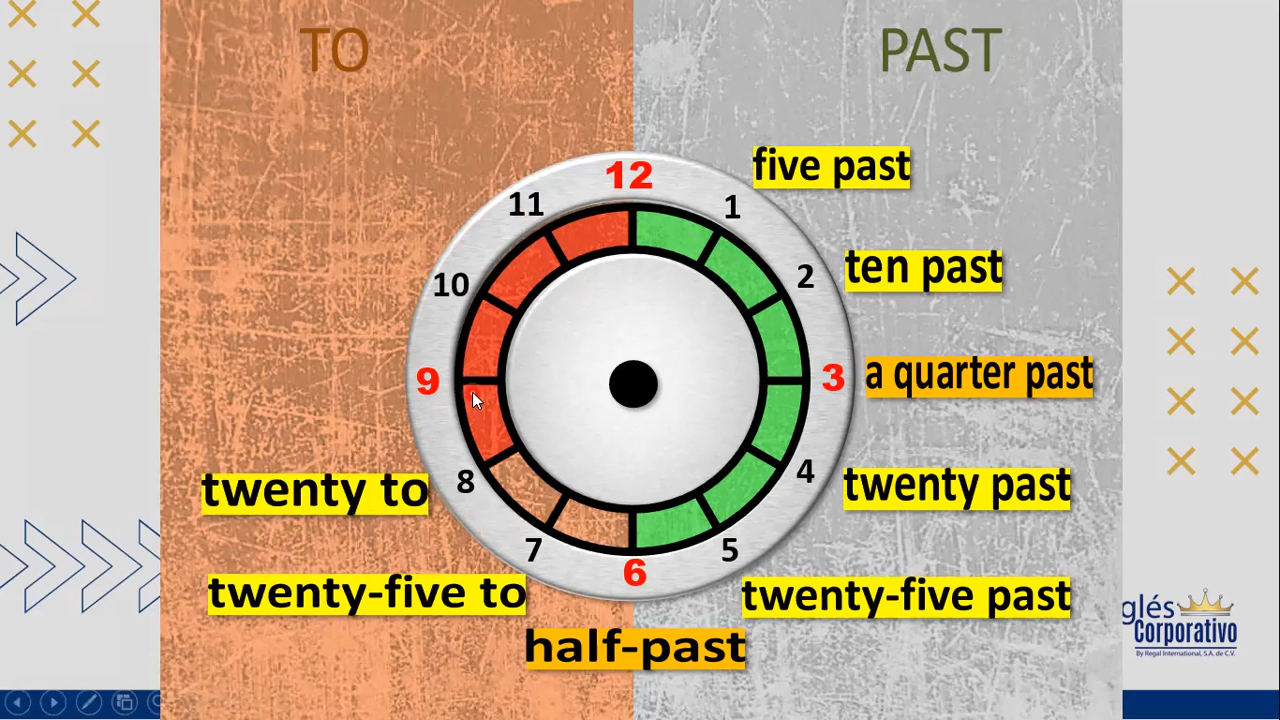 TO
PAST
five past
12
11
1
10
2
ten past
9
3
a quarter past
twenty to
8
4
twenty past
7
5
6
twenty-five to
twenty-five past
half-past
glés
Corporativo
By Regal International, S.A. de C.V.